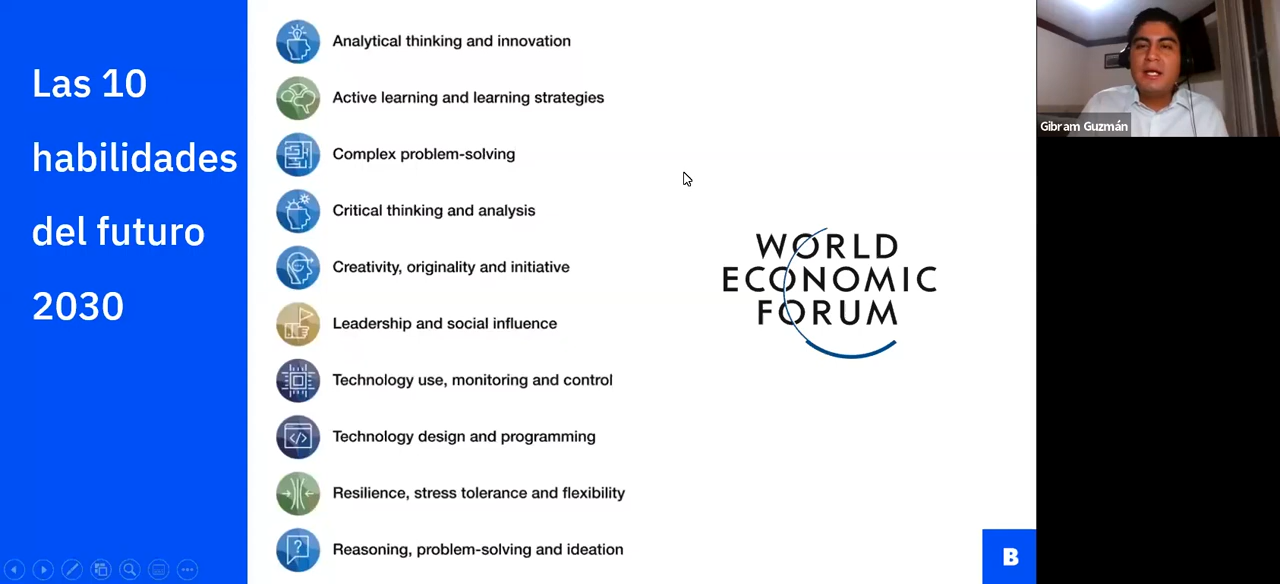 Las 10
habilidades
del futuro
2030
Analytical thinking and innovation
Active learning and learning strategies
Complex problem-solving
Critical thinking and analysis
Creativity, originality and initiative
Leadership and social influence
Technology use, monitoring and control
Technology design and programming
Resilience, stress tolerance and flexibility
Reasoning, problem-solving and ideation
WORLD
ECONOMIC
FORUM
B
Gibram Guzmán